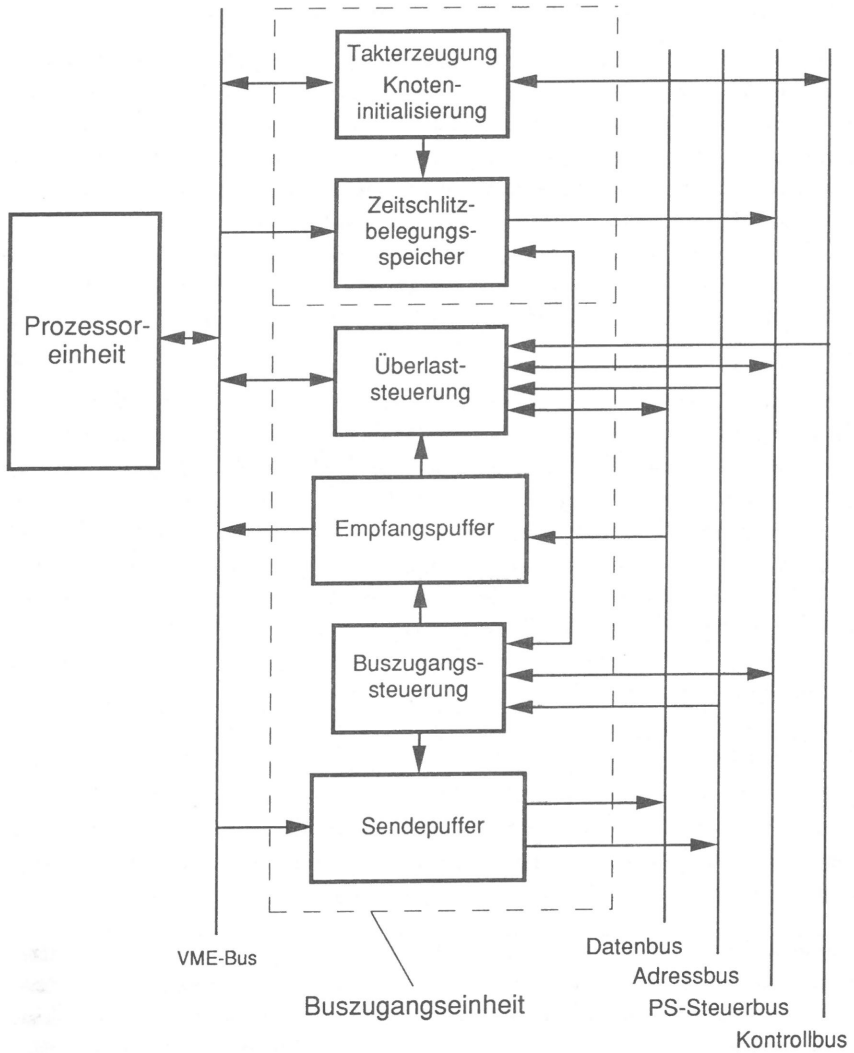 Takterzeugung
Knoten-
initialisierung
Zeitschlitz-
belegungs-
speicher
Prozessor-
einheit
Überlast-
steuerung
Empfangspuffer
Buszugangs-
steuerung
Sendepuffer
VME-Bus
Buszugangseinheit
Datenbus
Adressbus
PS-Steuerbus
Kontrollbus